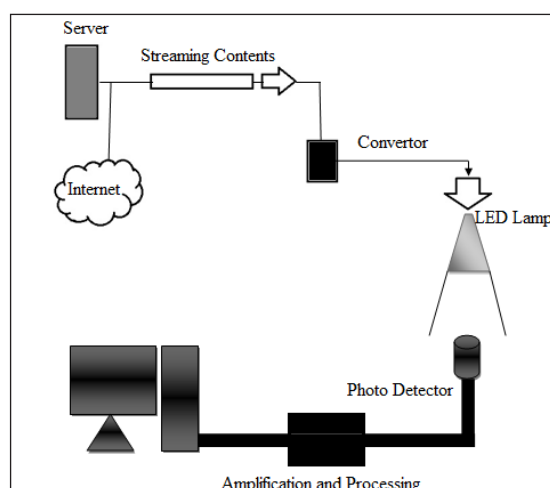 Server
Streaming Contents
Internet
Convertor
LED Lamp
Photo Detector
Amplification and Processing